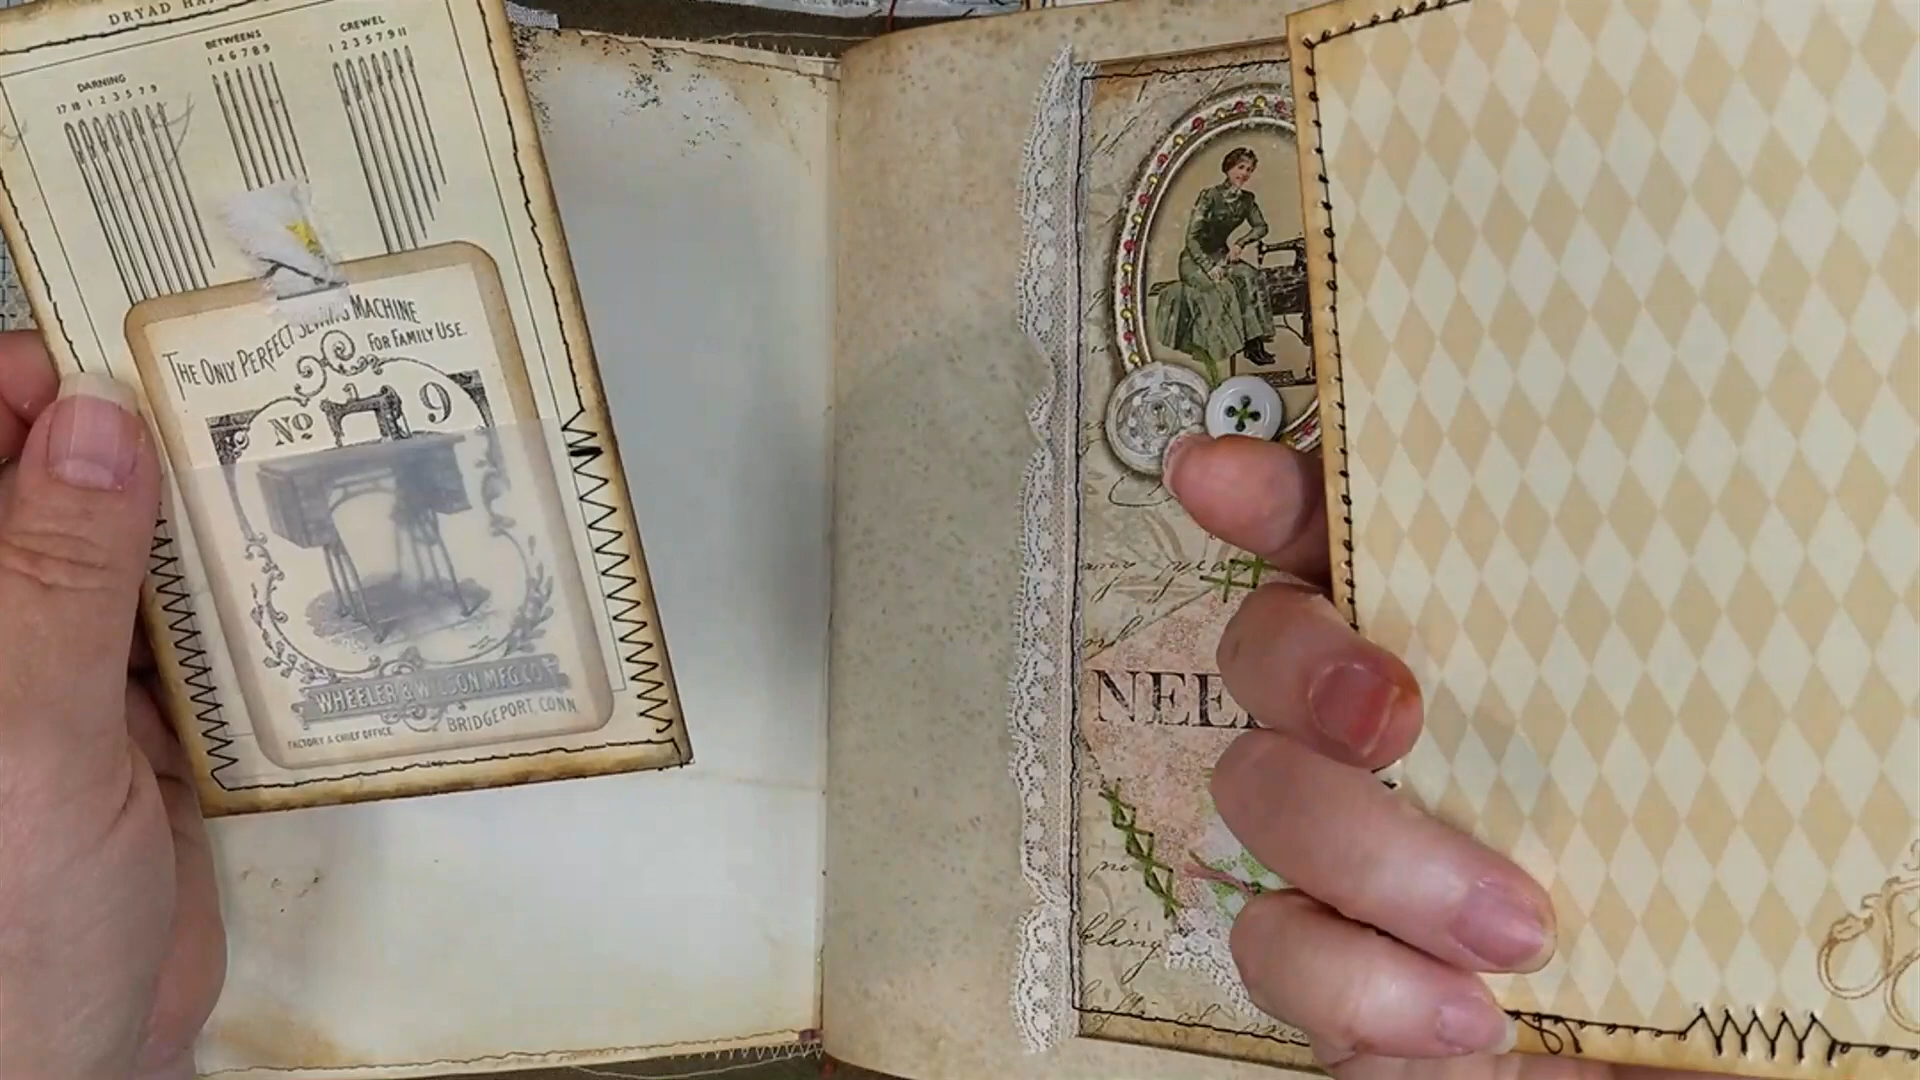 DRYAD
BETWEENS
1 4 6 7 8 9
CREWEL
1 2 3 5 7 9 11
DARNING
17 18 1 2 3 5 7 9
THE ONLY PERFECT SEWING MACHINE
FOR FAMILY USE.
NO 9
WHEELER & WILSON MFG. CO
BRIDGEPORT, CONN.
FACTORY & CHIEF OFFICE.
NEE